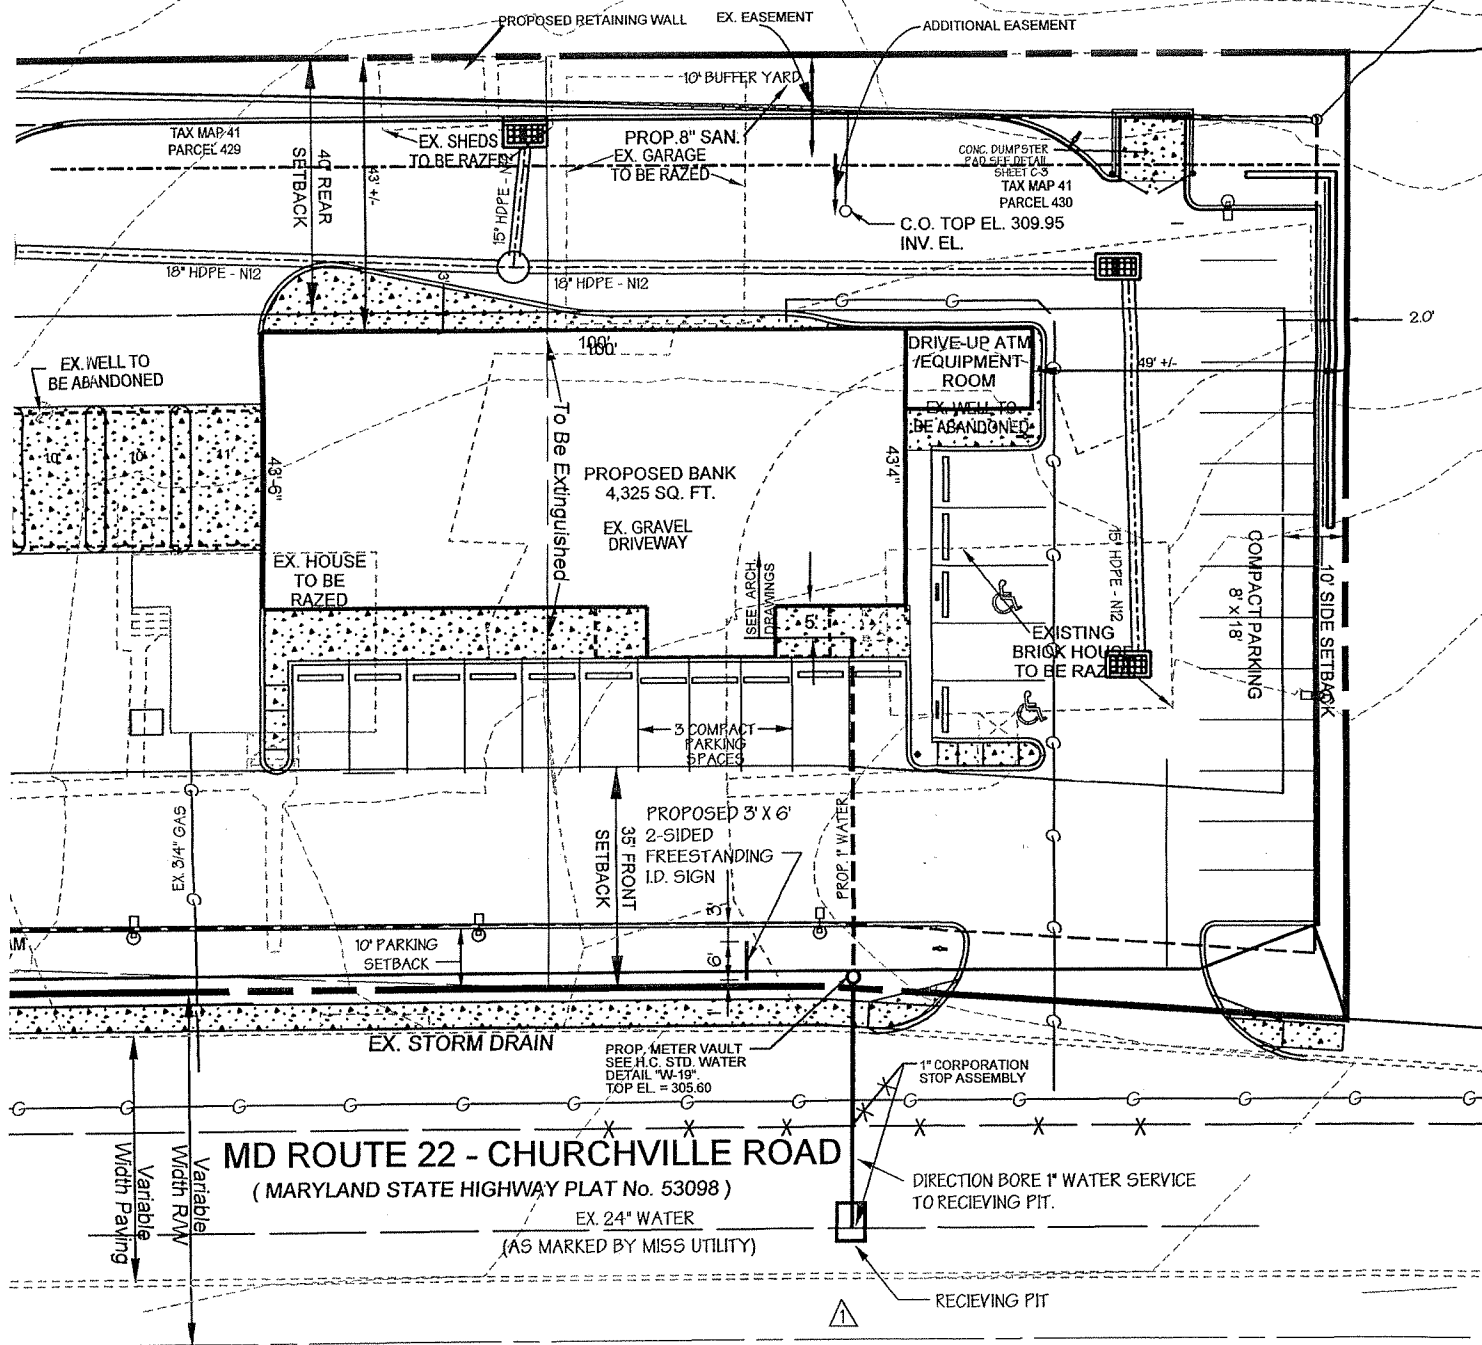 PROPOSED RETAINING WALL
EX. EASEMENT
ADDITIONAL EASEMENT
10' BUFFER YARD
TAX MAP 41
PARCEL 429
40' REAR
SETBACK
43' +/-
EX. SHEDS
TO BE RAZED
PROP. 8" SAN.
EX. GARAGE
TO BE RAZED
15" HDPE - N12
CONC. DUMPSTER
PAD SEE DETAIL
SHEET C-3
TAX MAP 41
PARCEL 430
C.O. TOP EL. 309.95
INV. EL.
18" HDPE - N12
3'
18" HDPE - N12
G G
2.0'
100'
100'
DRIVE-UP ATM
/EQUIPMENT
ROOM
49' +/-
EX. WELL TO
BE ABANDONED
EX. WELL TO
BE ABANDONED
10' 10' 11'
43'-6"
To Be Extinguished
PROPOSED BANK
4,325 SQ. FT.
43'4"
EX. GRAVEL
DRIVEWAY
EX. HOUSE
TO BE
RAZED
SEE ARCH.
DRAWINGS
5'
15" HDPE - N12
COMPACT PARKING
8' X 18'
10' SIDE SETBACK
EXISTING
BRICK HOUSE
TO BE RAZED
3 COMPACT
PARKING
SPACES
EX. 3/4" GAS
35' FRONT
SETBACK
PROPOSED 3' X 6'
2-SIDED
FREESTANDING
I.D. SIGN
PROP. 1" WATER
3'
6'
1'
AM
10' PARKING
SETBACK
EX. STORM DRAIN
PROP. METER VAULT
SEE H.C. STD. WATER
DETAIL "W-19".
TOP EL. = 305.60
1" CORPORATION
STOP ASSEMBLY
G G G G G G G G G G G G G G
MD ROUTE 22 - CHURCHVILLE ROAD
( MARYLAND STATE HIGHWAY PLAT No. 53098 )
Variable
Width Paving
Variable
Width R/W
DIRECTION BORE 1" WATER SERVICE
TO RECIEVING PIT.
EX. 24" WATER
(AS MARKED BY MISS UTILITY)
RECIEVING PIT
1